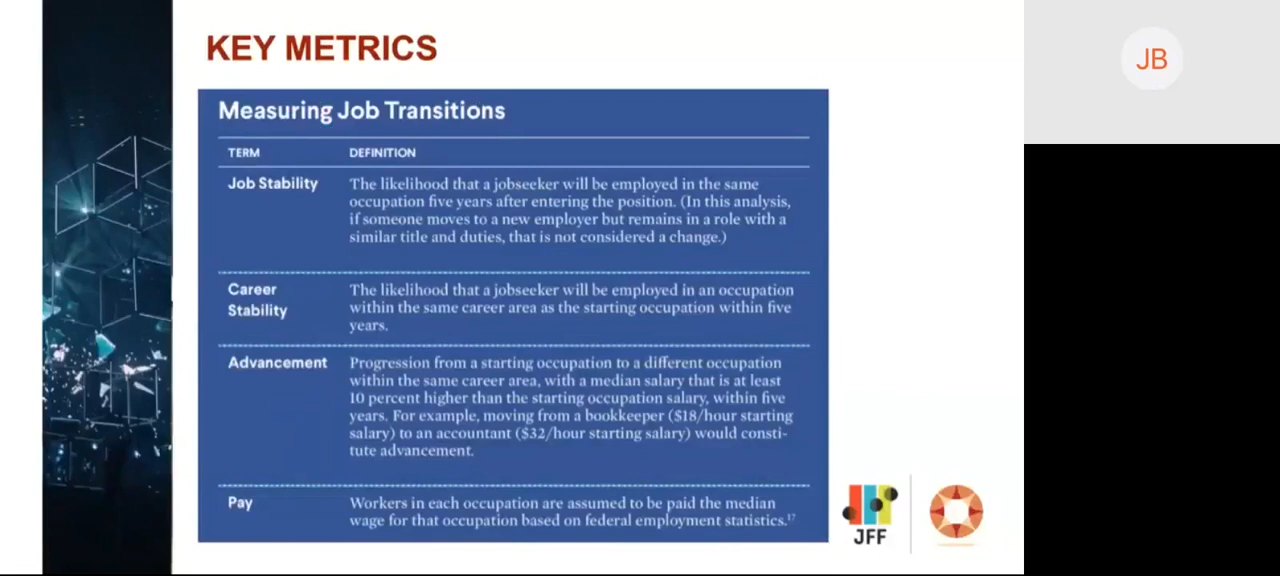 KEY METRICS
Measuring Job Transitions
TERM DEFINITION
Job Stability The likelihood that a jobseeker will be employed in the same
occupation five years after entering the position. (In this analysis,
if someone moves to a new employer but remains in a role with a
similar title and duties, that is not considered a change.)
Career The likelihood that a jobseeker will be employed in an occupation
Stability within the same career area as the starting occupation within five
years.
Advancement Progression from a starting occupation to a different occupation
within the same career area, with a median salary that is at least
10 percent higher than the starting occupation salary, within five
years. For example, moving from a bookkeeper ($18/hour starting
salary) to an accountant ($32/hour starting salary) would consti-
tute advancement.
Pay Workers in each occupation are assumed to be paid the median
wage for that occupation based on federal employment statistics.17
JFF
JB